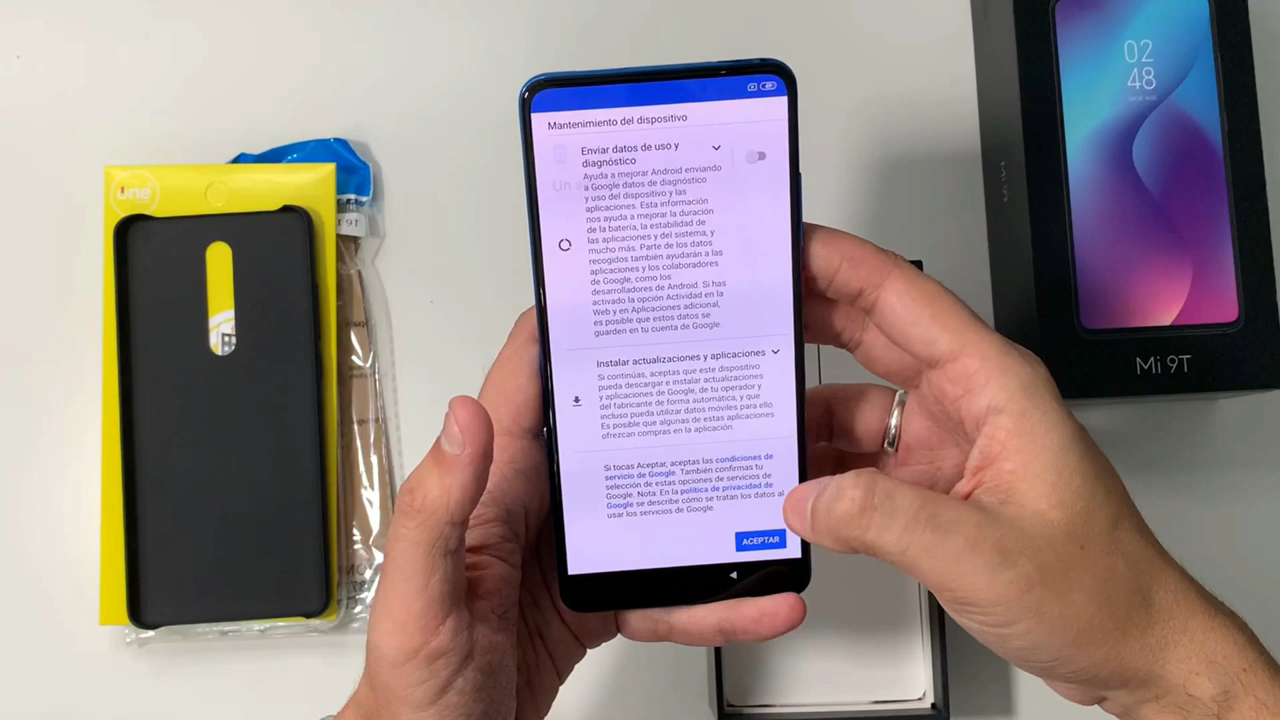 Mantenimiento del dispositivo
Enviar datos de uso y
diagnóstico
Un
Ayuda a mejorar Android enviando
a Google datos de diagnóstico
y uso del dispositivo y las
aplicaciones. Esta información
nos ayuda a mejorar la duración
de la batería, la estabilidad de
las aplicaciones y del sistema, y
mucho más. Parte de los datos
recogidos también ayudarán a las
aplicaciones y los colaboradores
de Google, como los
desarrolladores de Android. Si has
activado la opción Actividad en la
Web y en Aplicaciones adicional,
es posible que estos datos se
guarden en tu cuenta de Google.
Instalar actualizaciones y aplicaciones
Si continúas, aceptas que este dispositivo
pueda descargar e instalar actualizaciones
y aplicaciones de Google, de tu operador y
del fabricante de forma automática, y que
incluso pueda utilizar datos móviles para ello.
Es posible que algunas de estas aplicaciones
ofrezcan compras en la aplicación.
Si tocas Aceptar, aceptas las condiciones de
servicio de Google. También confirmas tu
selección de estas opciones de servicios de
Google. Nota. En la política de privacidad de
Google se describe cómo se tratan los datos al
usar los servicios de Google.
ACEPTAR
une
02
48
Mi 9T